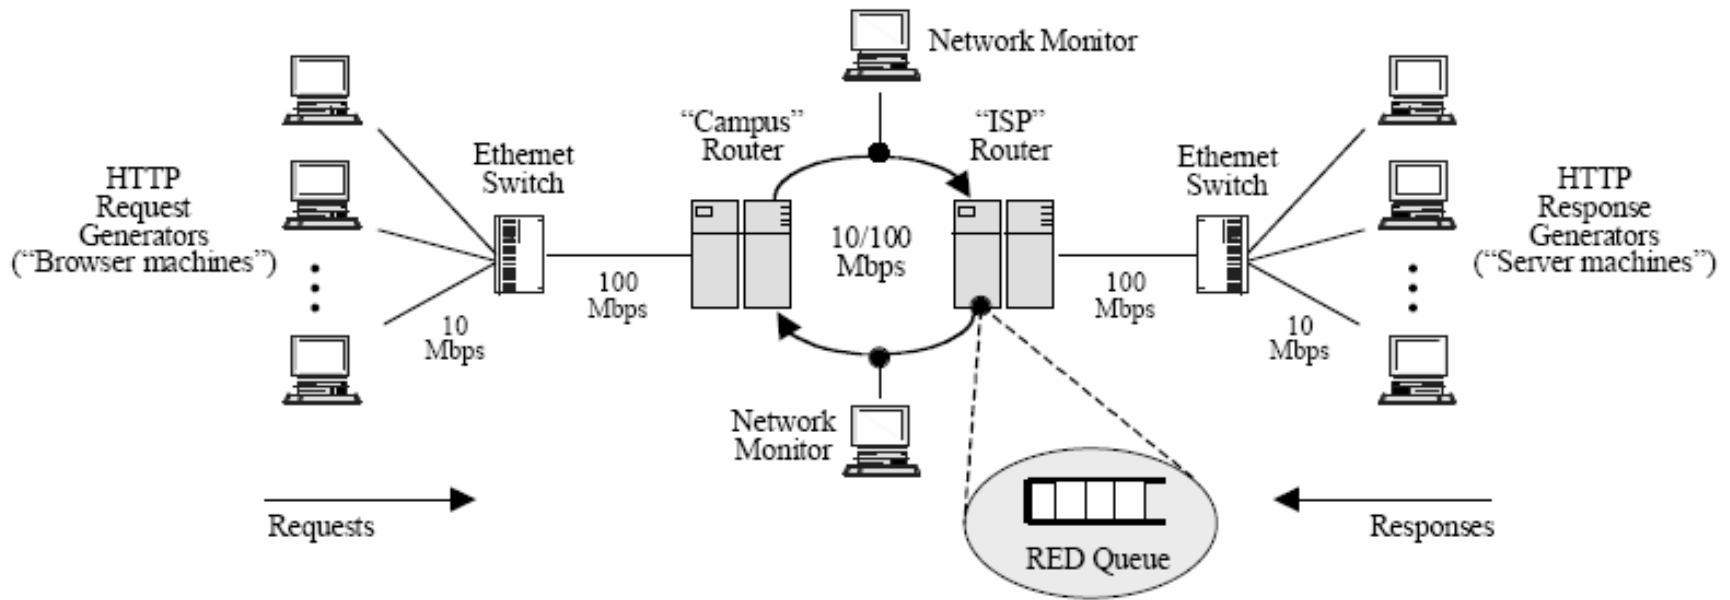 Network Monitor
“Campus”
Router
“ISP”
Router
Ethernet
Switch
Ethernet
Switch
HTTP
Request
Generators
(“Browser machines”)
HTTP
Response
Generators
(“Server machines”)
10/100
Mbps
100
Mbps
100
Mbps
10
Mbps
10
Mbps
Network
Monitor
Requests
Responses
RED Queue